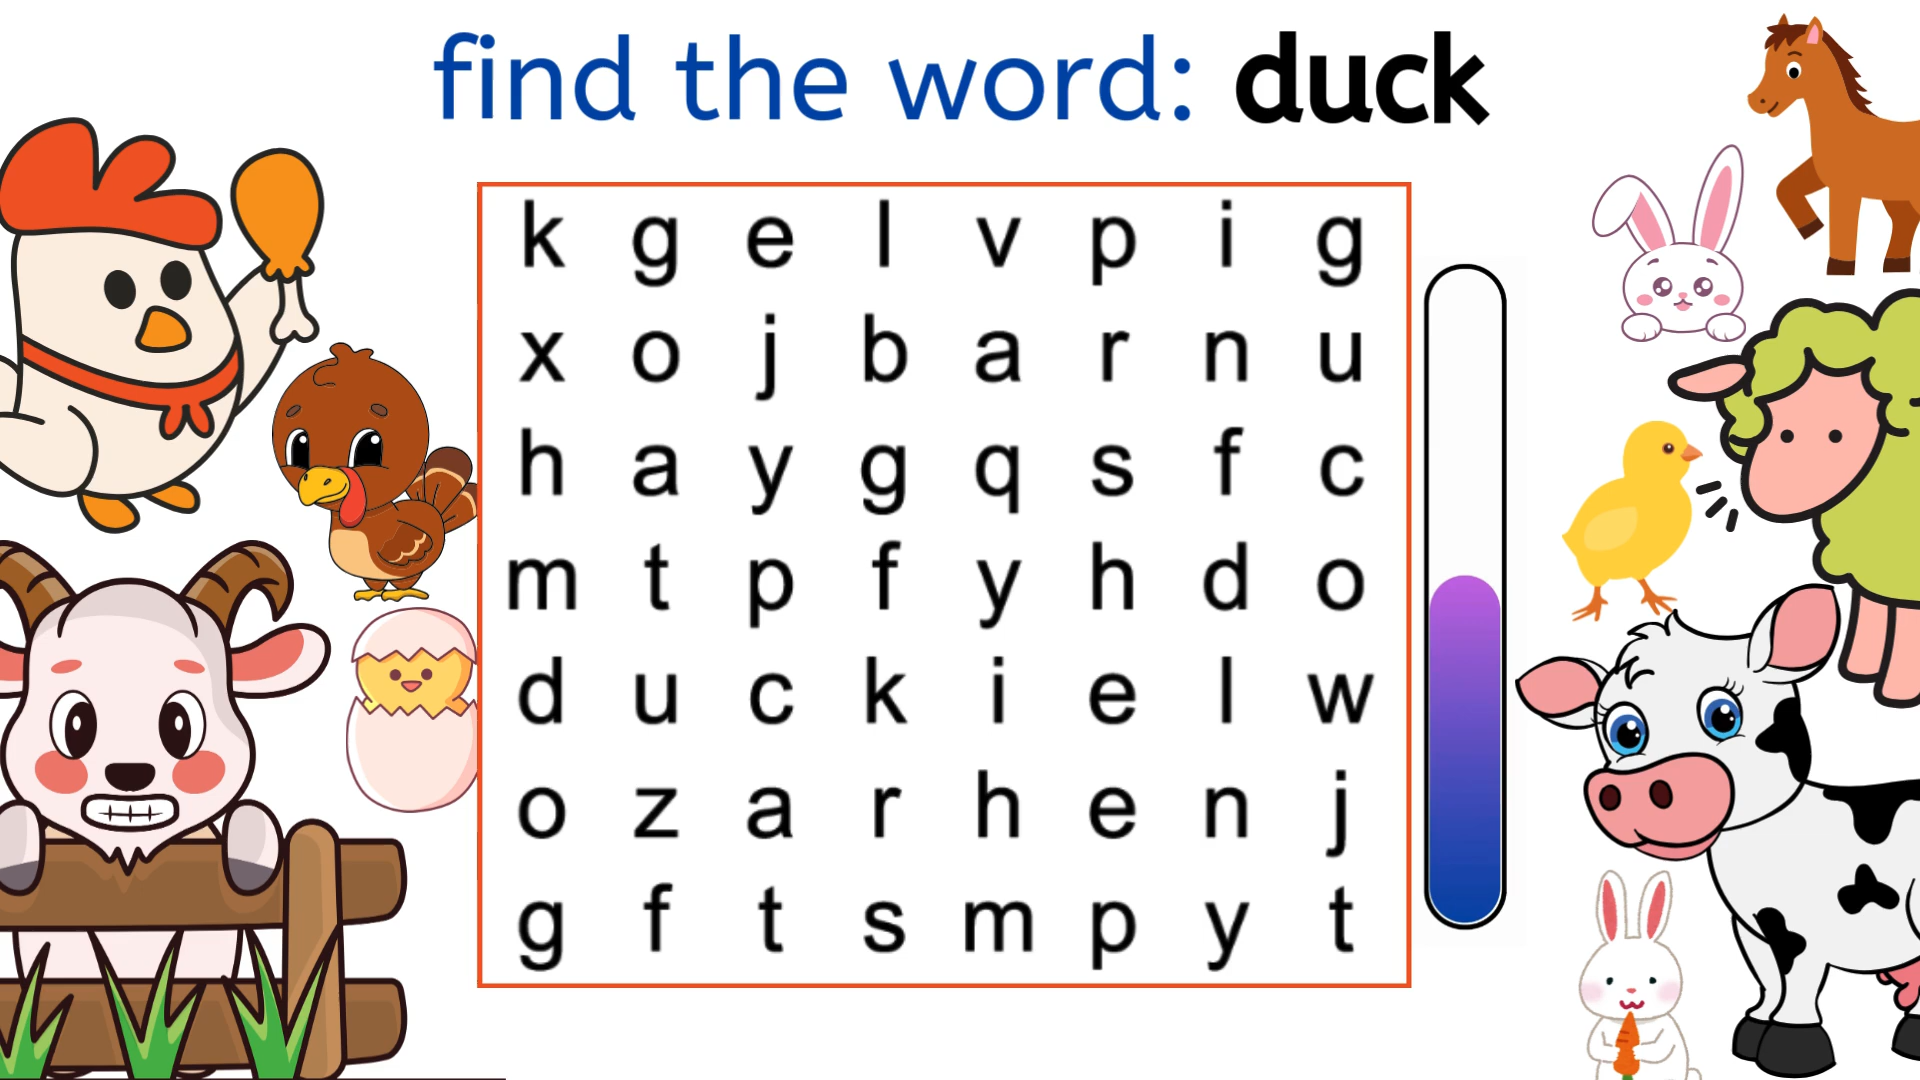 find the word: duck
k g e l v p i g
x o j b a r n u
h a y g q s f c
m t p f y h d o
d u c k i e l w
o z a r h e n j
g f t s m p y t